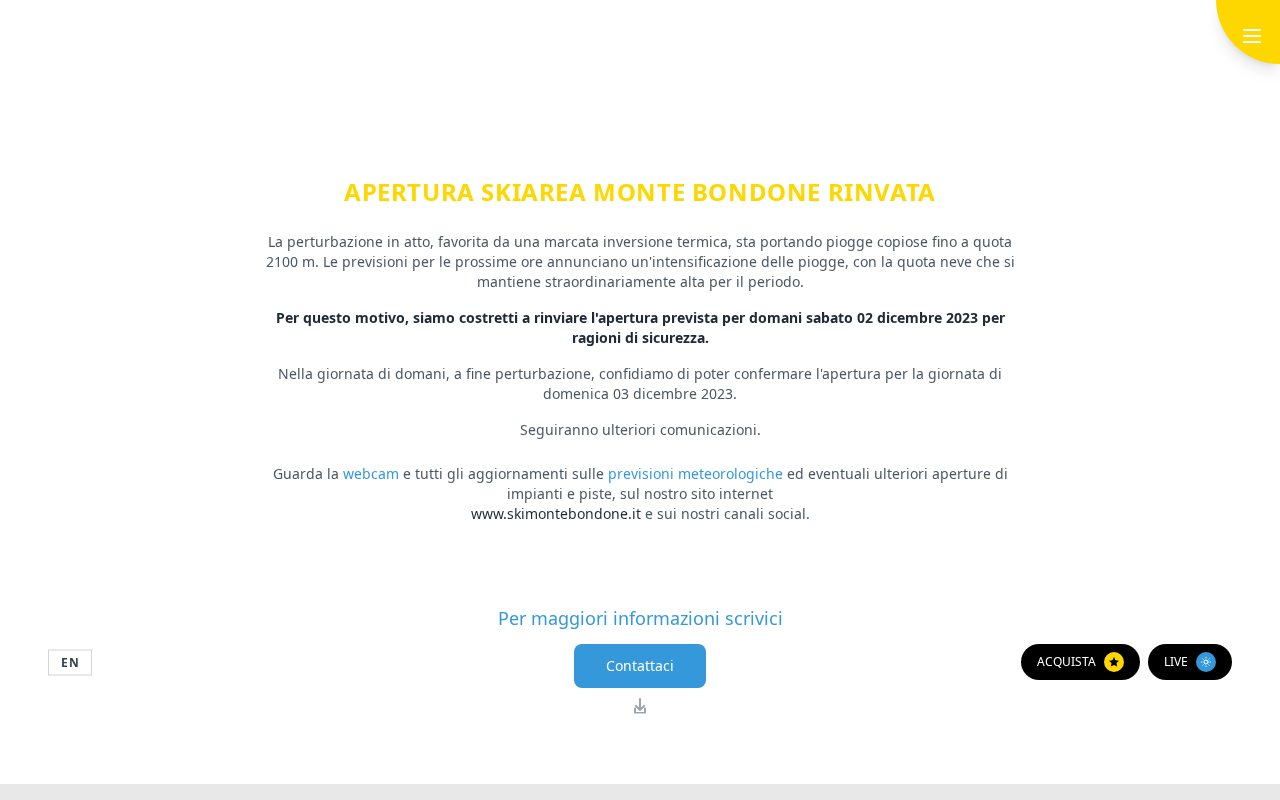 APERTURA SKIAREA MONTE BONDONE RINVATA
La perturbazione in atto, favorita da una marcata inversione termica, sta portando piogge copiose fino a quota
2100 m. Le previsioni per le prossime ore annunciano un'intensificazione delle piogge, con la quota neve che si
mantiene straordinariamente alta per il periodo.
Per questo motivo, siamo costretti a rinviare l'apertura prevista per domani sabato 02 dicembre 2023 per
ragioni di sicurezza.
Nella giornata di domani, a fine perturbazione, confidiamo di poter confermare l'apertura per la giornata di
domenica 03 dicembre 2023.
Seguiranno ulteriori comunicazioni.
Guarda la webcam e tutti gli aggiornamenti sulle previsioni meteorologiche ed eventuali ulteriori aperture di
impianti e piste, sul nostro sito internet
www.skimontebondone.it e sui nostri canali social.
Per maggiori informazioni scrivici
EN
Contattaci
ACQUISTA
LIVE